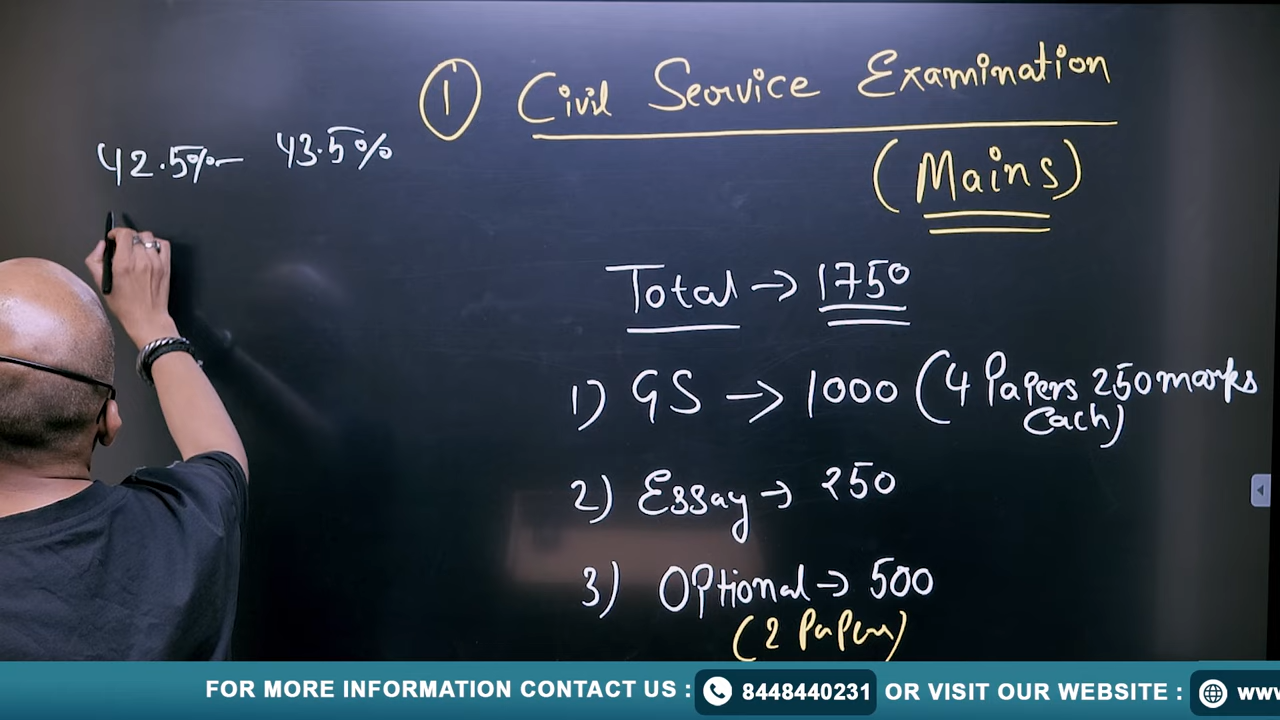 ① Civil Service Examination
(Mains)
42.5%- 43.5%
Total → 1750
1) GS → 1000 (4 Papers 250 marks
each)
2) Essay → 250
3) Optional → 500
(2 Papers)
FOR MORE INFORMATION CONTACT US : 8448440231 OR VISIT OUR WEBSITE : www